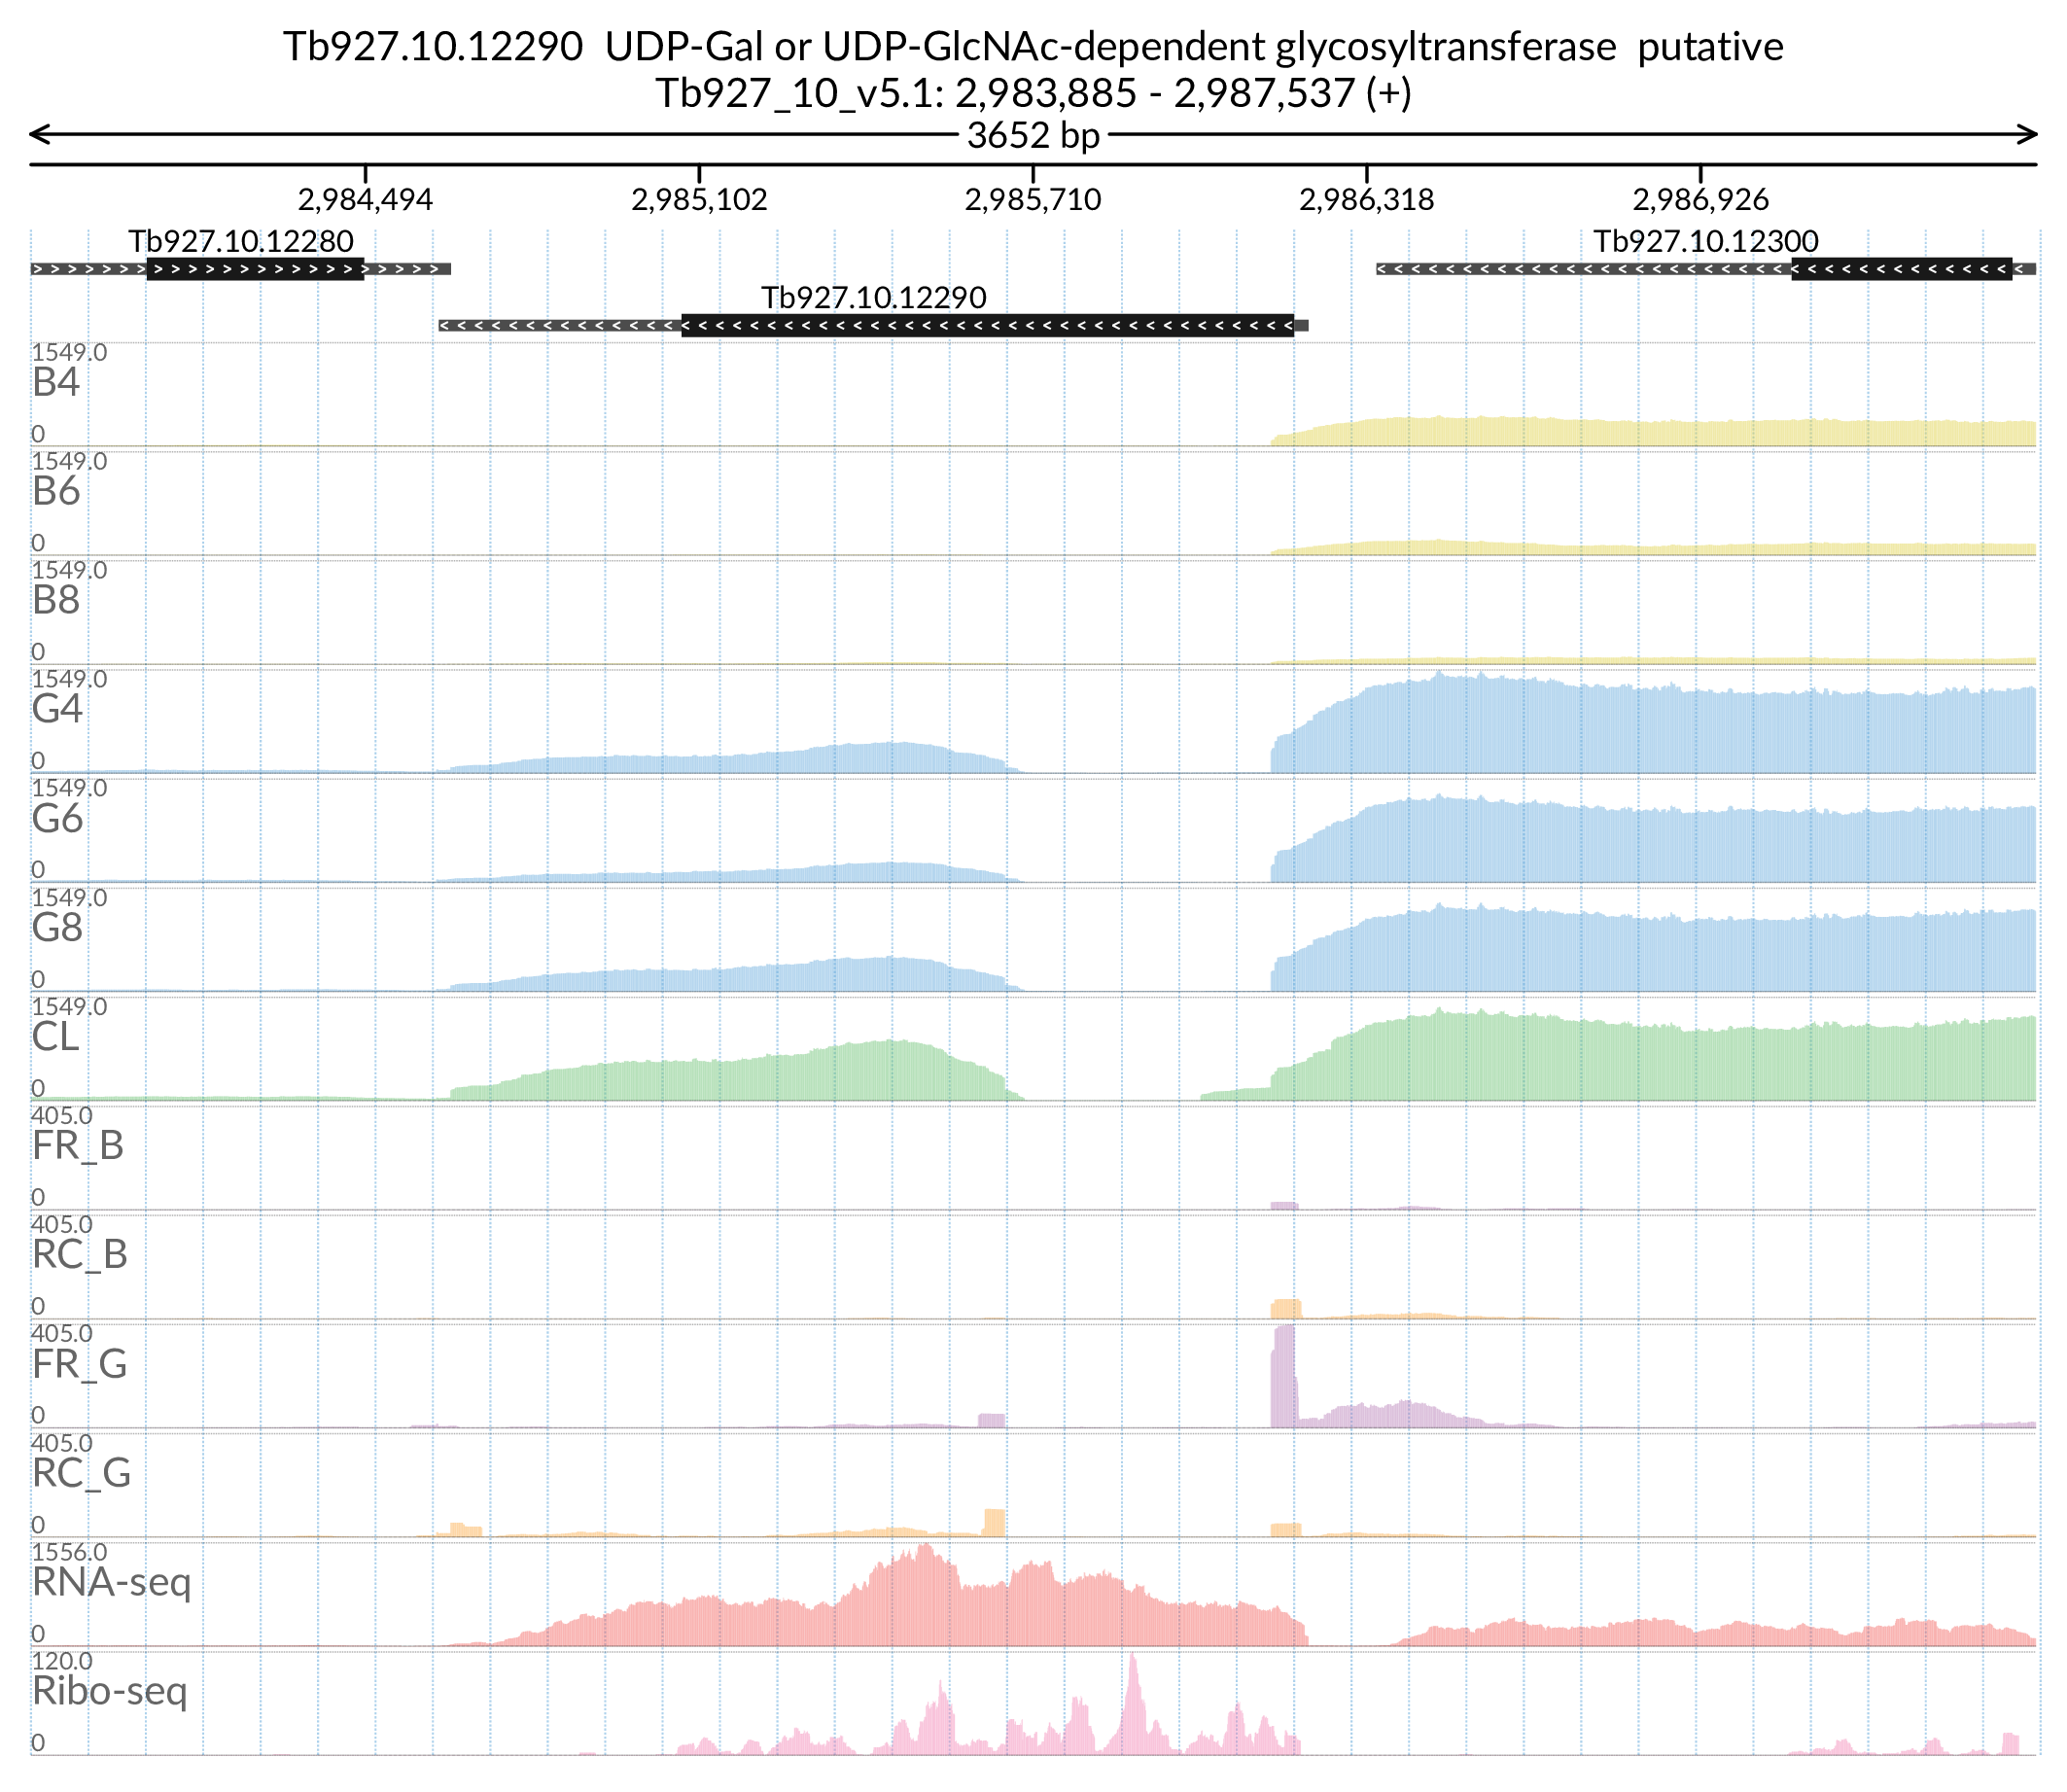 Tb927.10.12290  UDP-Gal or UDP-GlcNAc-dependent glycosyltransferase  putative
Tb927_10_v5.1: 2,983,885 - 2,987,537 (+)
3652 bp
2,984,494 2,985,102 2,985,710 2,986,318 2,986,926
Tb927.10.12280 Tb927.10.12300
Tb927.10.12290
1549.0
B4
0
1549.0
B6
0
1549.0
B8
0
1549.0
G4
0
1549.0
G6
0
1549.0
G8
0
1549.0
CL
0
405.0
FR_B
0
405.0
RC_B
0
405.0
FR_G
0
405.0
RC_G
0
1556.0
RNA-seq
0
120.0
Ribo-seq
0